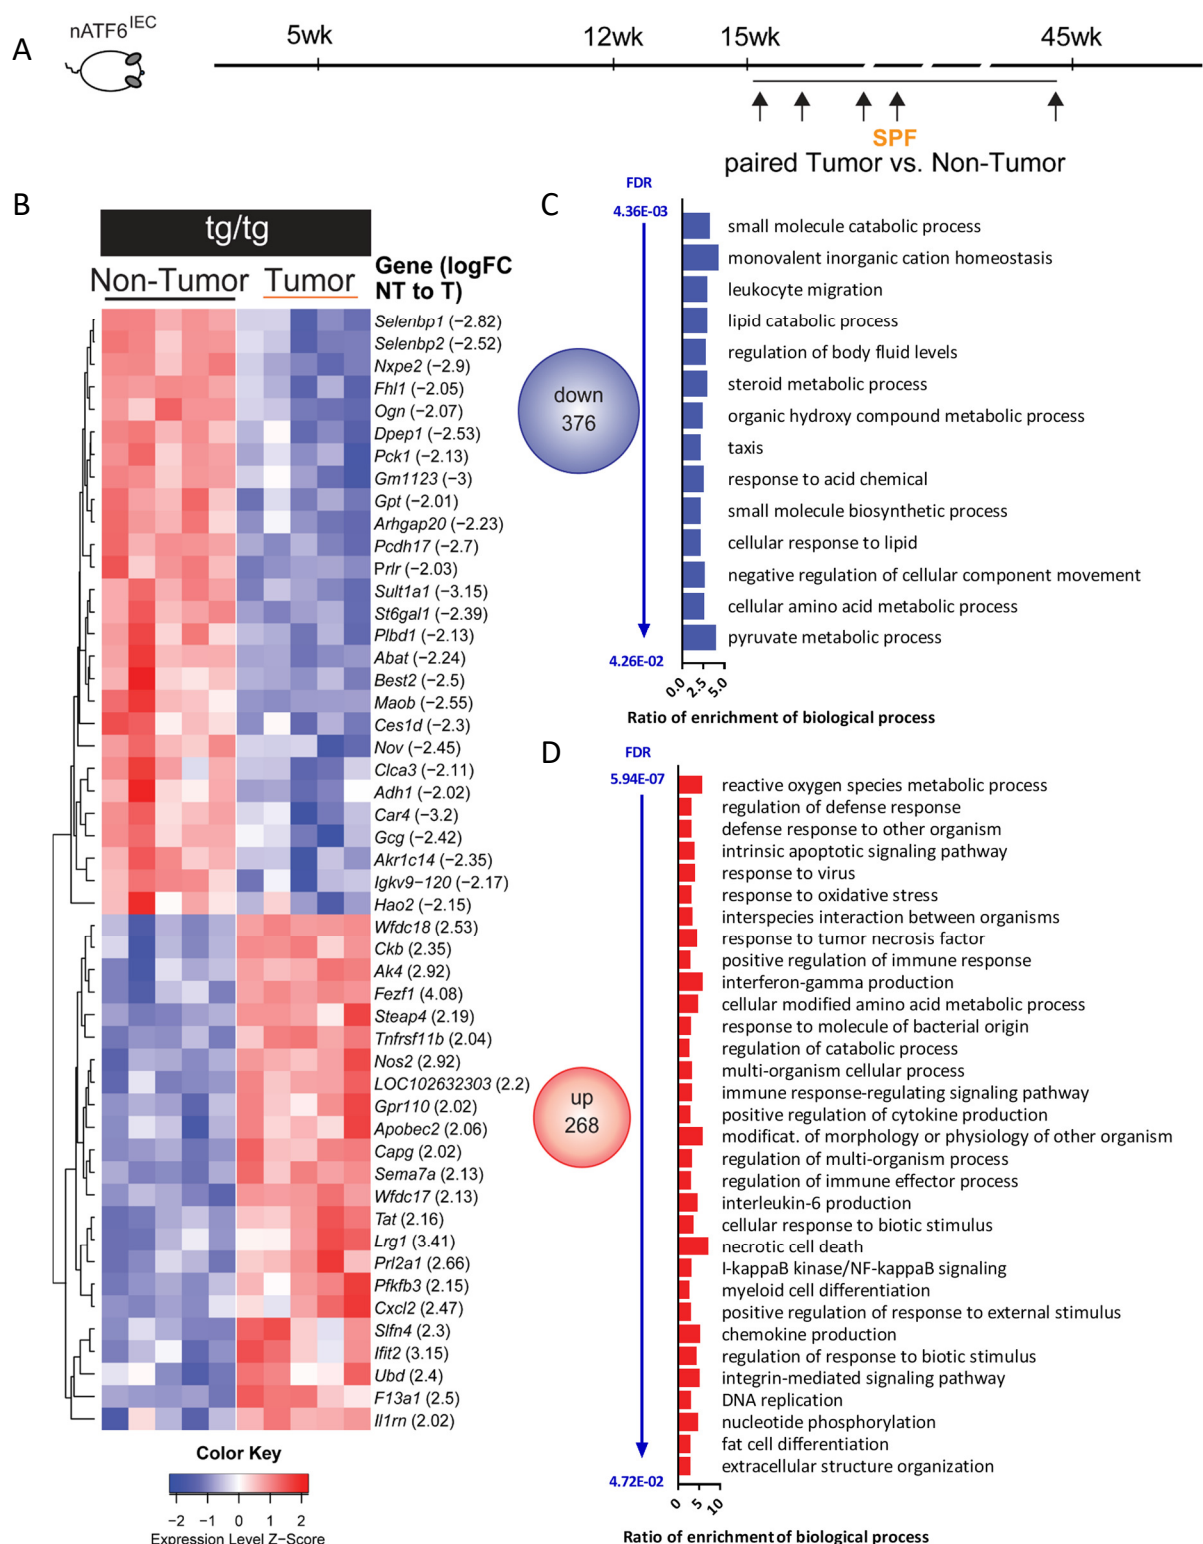 A
nATF6IEC
5wk
12wk
15wk
45wk
SPF
paired Tumor vs. Non-Tumor
B
tg/tg
Non-Tumor Tumor
Gene (logFC
NT to T)
Selenbp1 (−2.82)
Selenbp2 (−2.52)
Nxpe2 (−2.9)
Fhl1 (−2.05)
Ogn (−2.07)
Dpep1 (−2.53)
Pck1 (−2.13)
Gm1123 (−3)
Gpt (−2.01)
Arhgap20 (−2.23)
Pcdh17 (−2.7)
Prlr (−2.03)
Sult1a1 (−3.15)
St6gal1 (−2.39)
Plbd1 (−2.13)
Abat (−2.24)
Best2 (−2.5)
Maob (−2.55)
Ces1d (−2.3)
Nov (−2.45)
Clca3 (−2.11)
Adh1 (−2.02)
Car4 (−3.2)
Gcg (−2.42)
Akr1c14 (−2.35)
Igkv9−120 (−2.17)
Hao2 (−2.15)
Wfdc18 (2.53)
Ckb (2.35)
Ak4 (2.92)
Fezf1 (4.08)
Steap4 (2.19)
Tnfrsf11b (2.04)
Nos2 (2.92)
LOC102632303 (2.2)
Gpr110 (2.02)
Apobec2 (2.06)
Capg (2.02)
Sema7a (2.13)
Wfdc17 (2.13)
Tat (2.16)
Lrg1 (3.41)
Prl2a1 (2.66)
Pfkfb3 (2.15)
Cxcl2 (2.47)
Slfn4 (2.3)
Ifit2 (3.15)
Ubd (2.4)
F13a1 (2.5)
Il1rn (2.02)
Color Key
−2 −1 0 1 2
Expression Level Z−Score
C
FDR
4.36E-03
down
376
4.26E-02
small molecule catabolic process
monovalent inorganic cation homeostasis
leukocyte migration
lipid catabolic process
regulation of body fluid levels
steroid metabolic process
organic hydroxy compound metabolic process
taxis
response to acid chemical
small molecule biosynthetic process
cellular response to lipid
negative regulation of cellular component movement
cellular amino acid metabolic process
pyruvate metabolic process
0.0 2.5 5.0
Ratio of enrichment of biological process
D
FDR
5.94E-07
up
268
4.72E-02
reactive oxygen species metabolic process
regulation of defense response
defense response to other organism
intrinsic apoptotic signaling pathway
response to virus
response to oxidative stress
interspecies interaction between organisms
response to tumor necrosis factor
positive regulation of immune response
interferon-gamma production
cellular modified amino acid metabolic process
response to molecule of bacterial origin
regulation of catabolic process
multi-organism cellular process
immune response-regulating signaling pathway
positive regulation of cytokine production
modificat. of morphology or physiology of other organism
regulation of multi-organism process
regulation of immune effector process
interleukin-6 production
cellular response to biotic stimulus
necrotic cell death
I-kappaB kinase/NF-kappaB signaling
myeloid cell differentiation
positive regulation of response to external stimulus
chemokine production
regulation of response to biotic stimulus
integrin-mediated signaling pathway
DNA replication
nucleotide phosphorylation
fat cell differentiation
extracellular structure organization
0 5 10
Ratio of enrichment of biological process